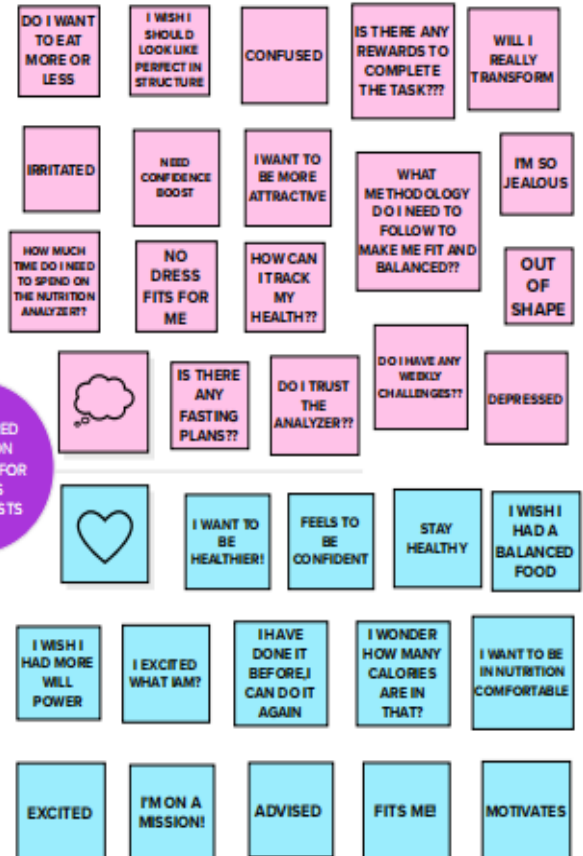 DO I WANT
TO EAT
MORE OR
LESS
I WISH I
SHOULD
LOOK LIKE
PERFECT IN
STRUCTURE
CONFUSED
IS THERE ANY
REWARDS TO
COMPLETE
THE TASK???
WILL I
REALLY
TRANSFORM
IRRITATED
NEED
CONFIDENCE
BOOST
I WANT TO
BE MORE
ATTRACTIVE
WHAT
METHODOLOGY
DO I NEED TO
FOLLOW TO
MAKE ME FIT AND
BALANCED??
I'M SO
JEALOUS
HOW MUCH
TIME DO I NEED
TO SPEND ON
THE NUTRITION
ANALYZER??
NO
DRESS
FITS FOR
ME
HOW CAN
I TRACK
MY
HEALTH??
OUT
OF
SHAPE
IS THERE
ANY
FASTING
PLANS??
DO I TRUST
THE
ANALYZER??
DO I HAVE ANY
WEEKLY
CHALLENGES??
DEPRESSED
ED
ON
FOR
S
STS
I WANT TO
BE
HEALTHIER!
FEELS TO
BE
CONFIDENT
STAY
HEALTHY
I WISH I
HAD A
BALANCED
FOOD
I WISH I
HAD MORE
WILL
POWER
I EXCITED
WHAT IAM?
I HAVE
DONE IT
BEFORE,I
CAN DO IT
AGAIN
I WONDER
HOW MANY
CALORIES
ARE IN
THAT?
I WANT TO BE
IN NUTRITION
COMFORTABLE
EXCITED
I'M ON A
MISSION!
ADVISED
FITS ME!
MOTIVATES